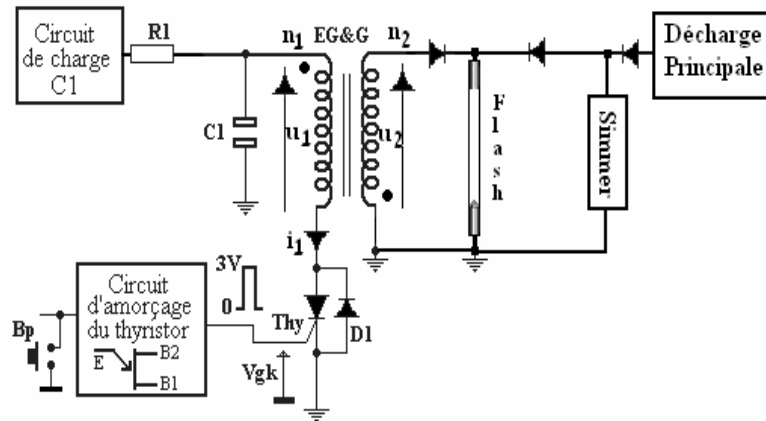 Circuit
de charge
C1
R1
n1
EG&G
n2
Décharge
Principale
C1
u1
u2
Flash
Simmer
i1
3V
0
Circuit
d'amorçage
du thyristor
Bp
E
B2
B1
Thy
D1
Vgk